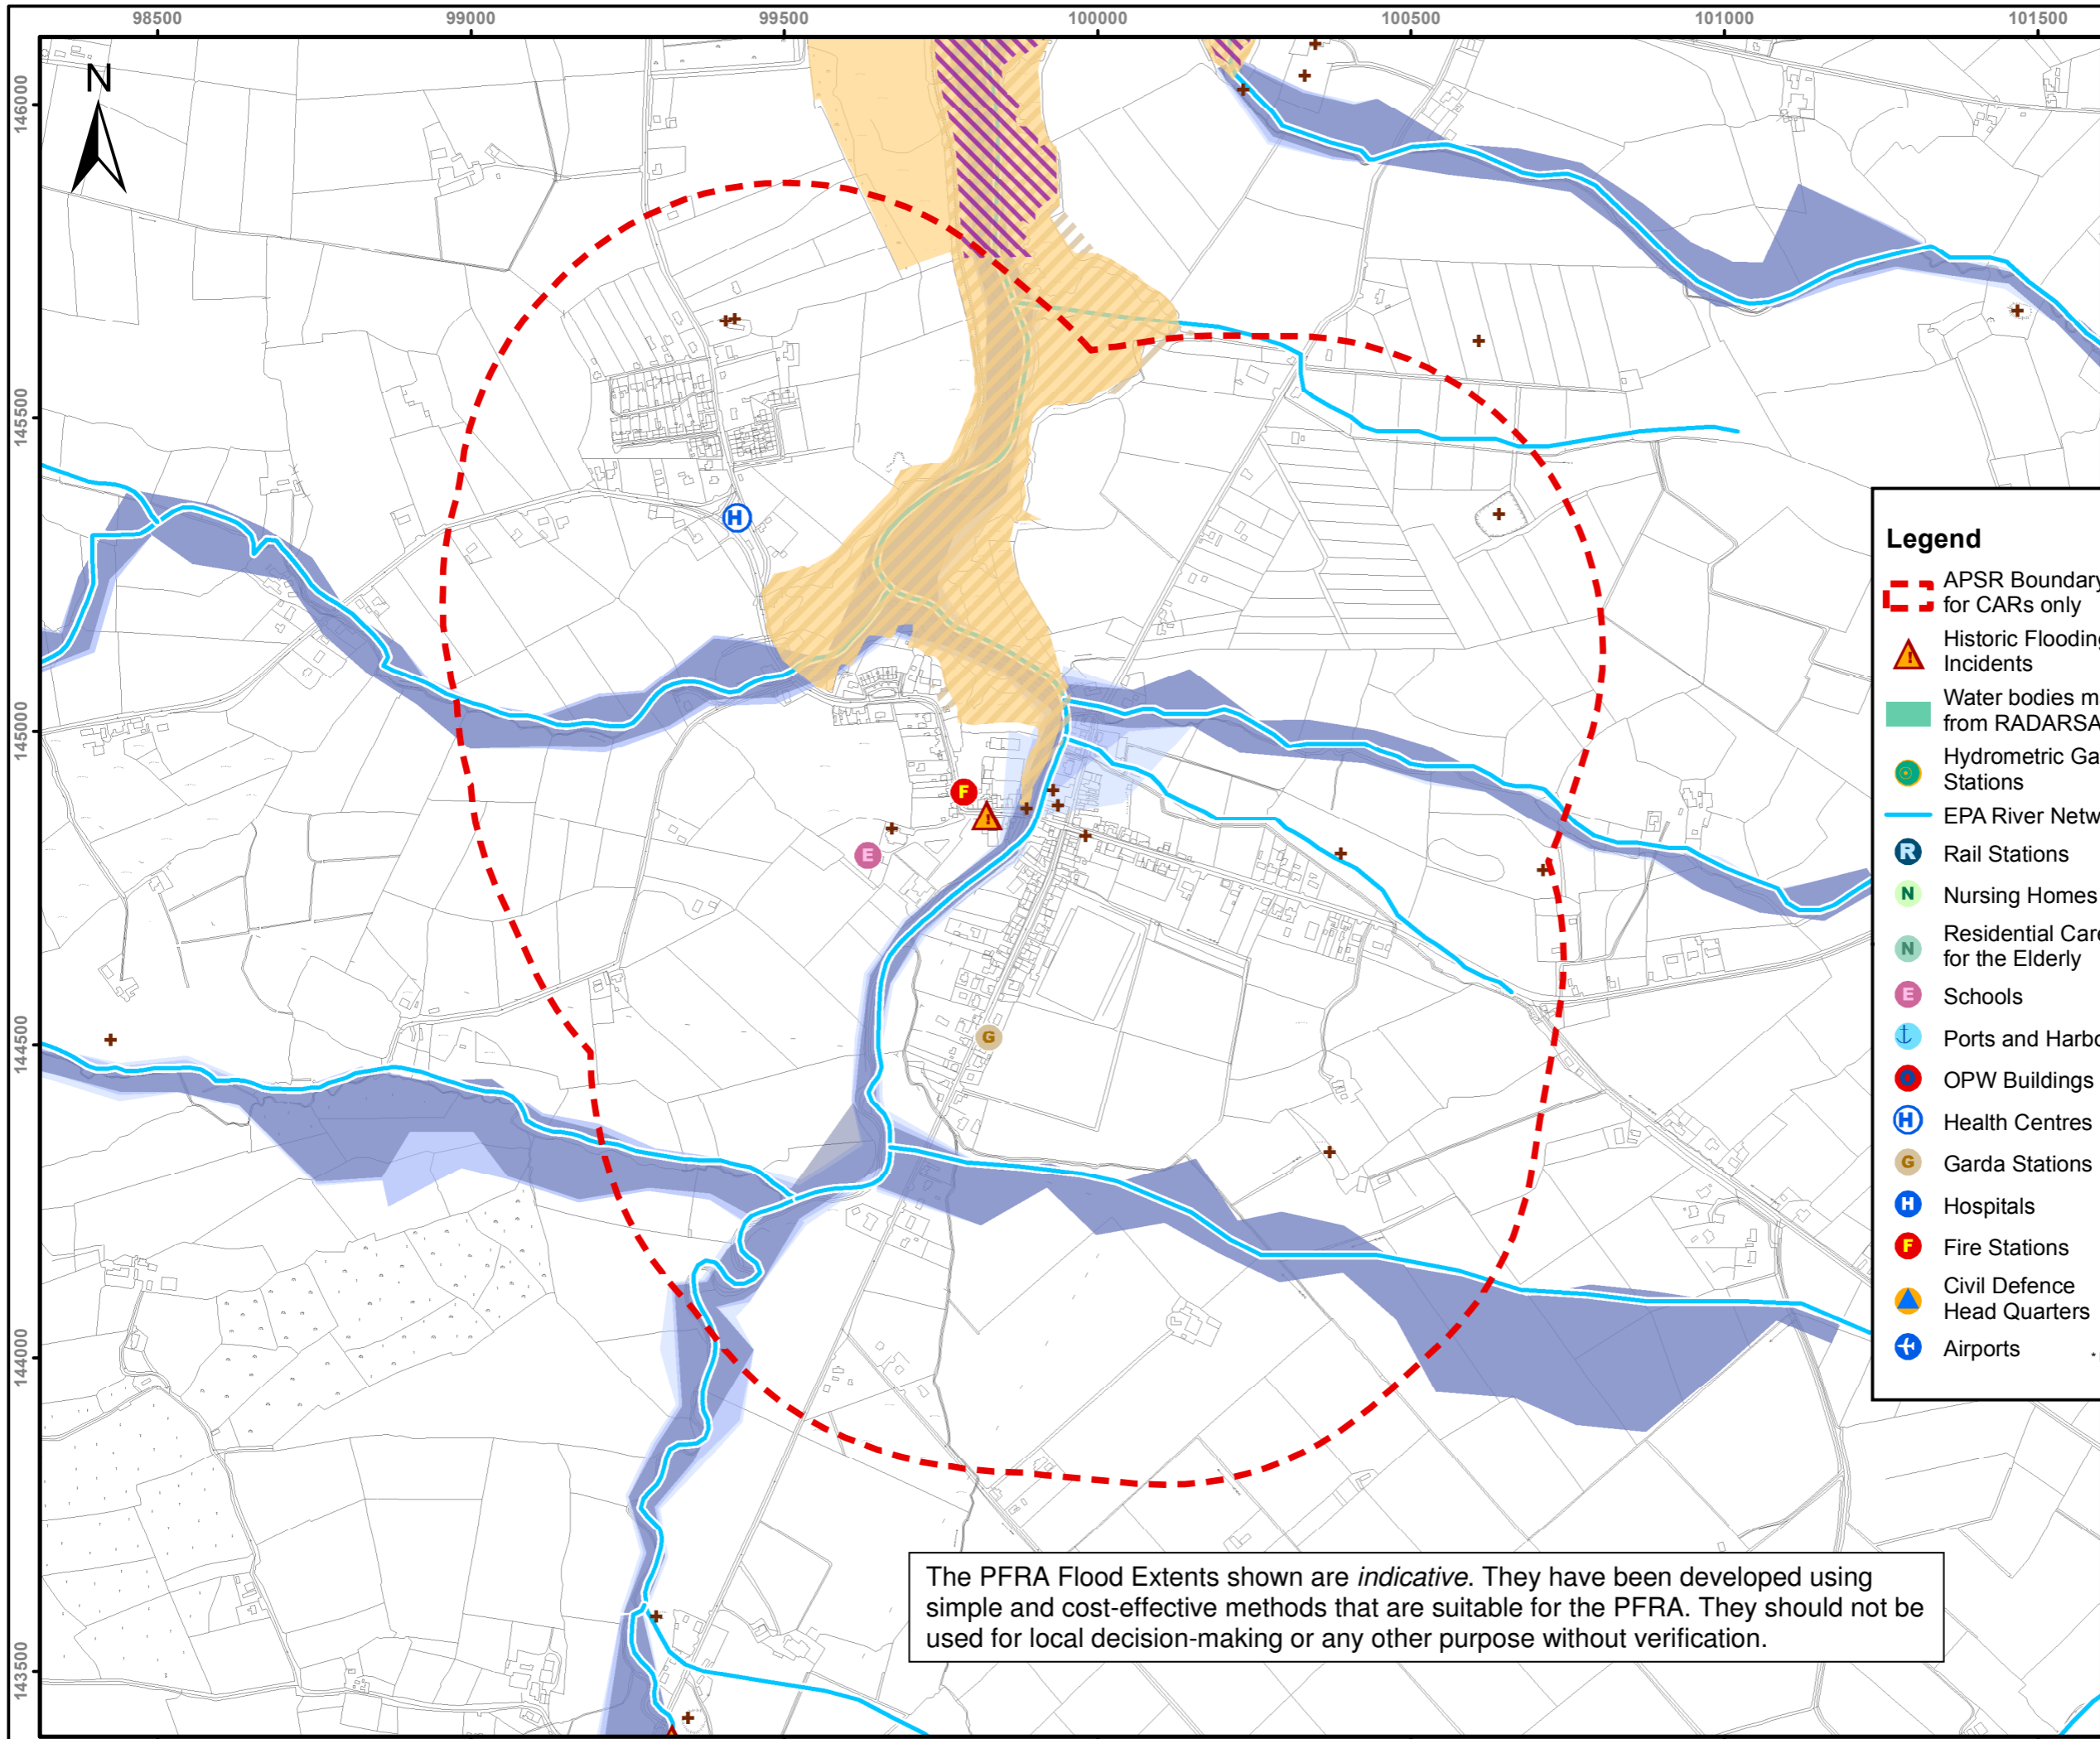 98500 99000 99500 100000 100500 101000 101500
146000
145500
145000
144500
144000
143500
N
H
F
!
E
G
Legend
APSR Boundary
for CARs only
Historic Flooding
Incidents
Water bodies m
from RADARSA
Hydrometric Ga
Stations
EPA River Netw
R Rail Stations
N Nursing Homes
N Residential Care
for the Elderly
E Schools
Ports and Harbo
O OPW Buildings
H Health Centres
G Garda Stations
H Hospitals
F Fire Stations
Civil Defence
Head Quarters
Airports
The PFRA Flood Extents shown are indicative. They have been developed using
simple and cost-effective methods that are suitable for the PFRA. They should not be
used for local decision-making or any other purpose without verification.